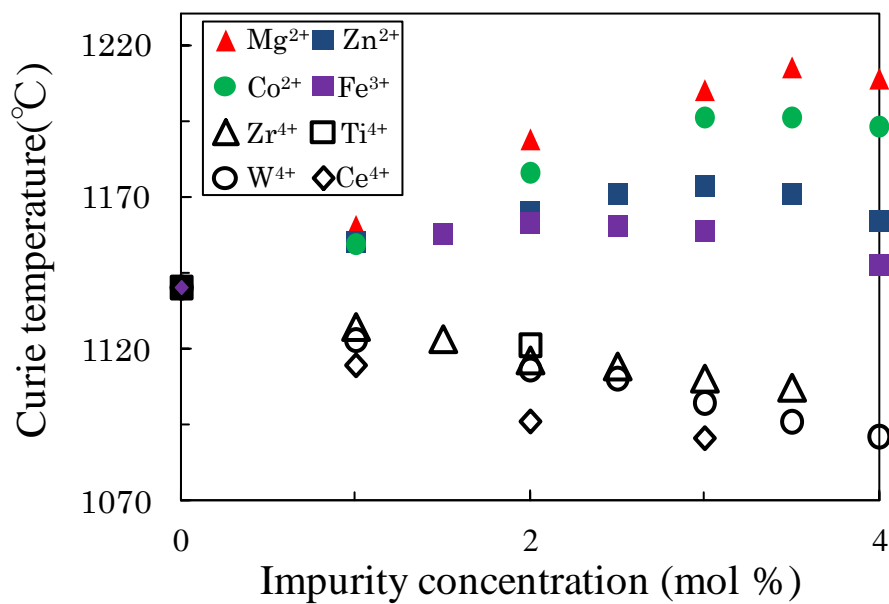 Curie temperature(℃)
1220
1170
1120
1070
Mg²⁺ Zn²⁺
Co²⁺ Fe³⁺
Zr⁴⁺ Ti⁴⁺
W⁴⁺ Ce⁴⁺
0 2 4
Impurity concentration (mol %)